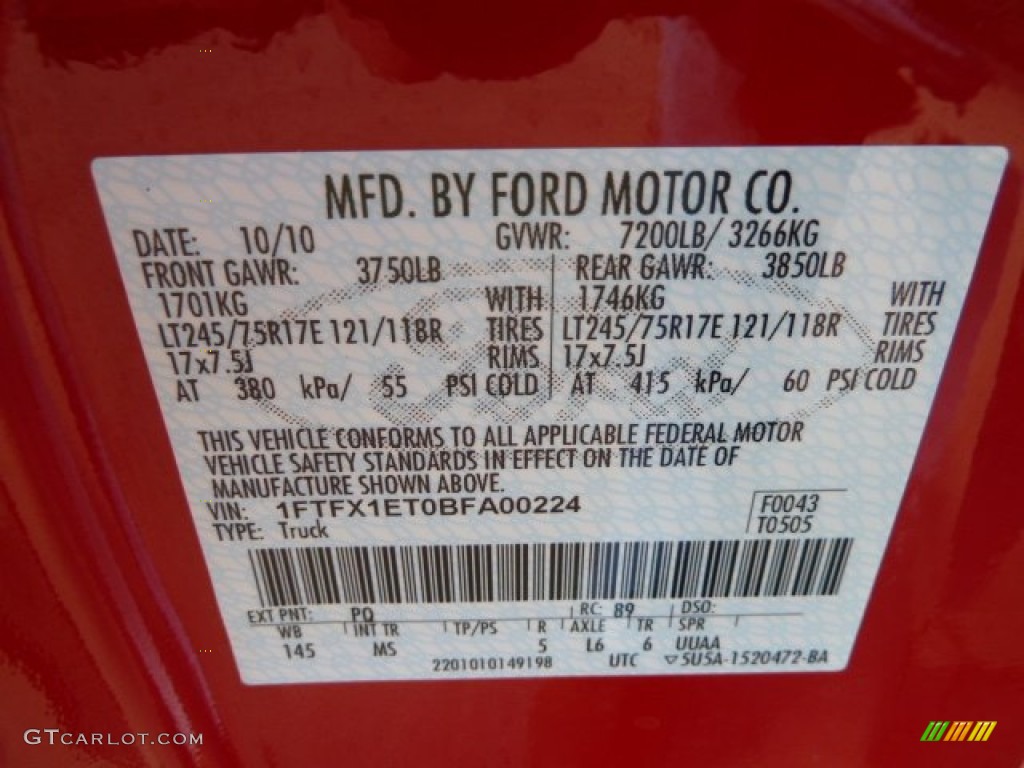 MFD. BY FORD MOTOR CO.
DATE: 10/10 GVWR: 7200LB/ 3266KG
FRONT GAWR: 3750LB REAR GAWR: 3850LB
1701KG WITH 1746KG WITH
LT245/75R17E 121/118R TIRES LT245/75R17E 121/118R TIRES
17x7.5J RIMS 17x7.5J RIMS
AT 380 kPa/ 55 PSI COLD AT 415 kPa/ 60 PSI COLD
THIS VEHICLE CONFORMS TO ALL APPLICABLE FEDERAL MOTOR
VEHICLE SAFETY STANDARDS IN EFFECT ON THE DATE OF
MANUFACTURE SHOWN ABOVE.
VIN: 1FTFX1ET0BFA00224 F0043
TYPE: Truck T0505
EXT PNT: PQ RC: 89 DSO:
WB INT TR TP/PS R AXLE TR SPR
145 MS 5 L6 6 UUAA
2201010149198 UTC ▽5U5A-1520472-BA
GTCARLOT.COM